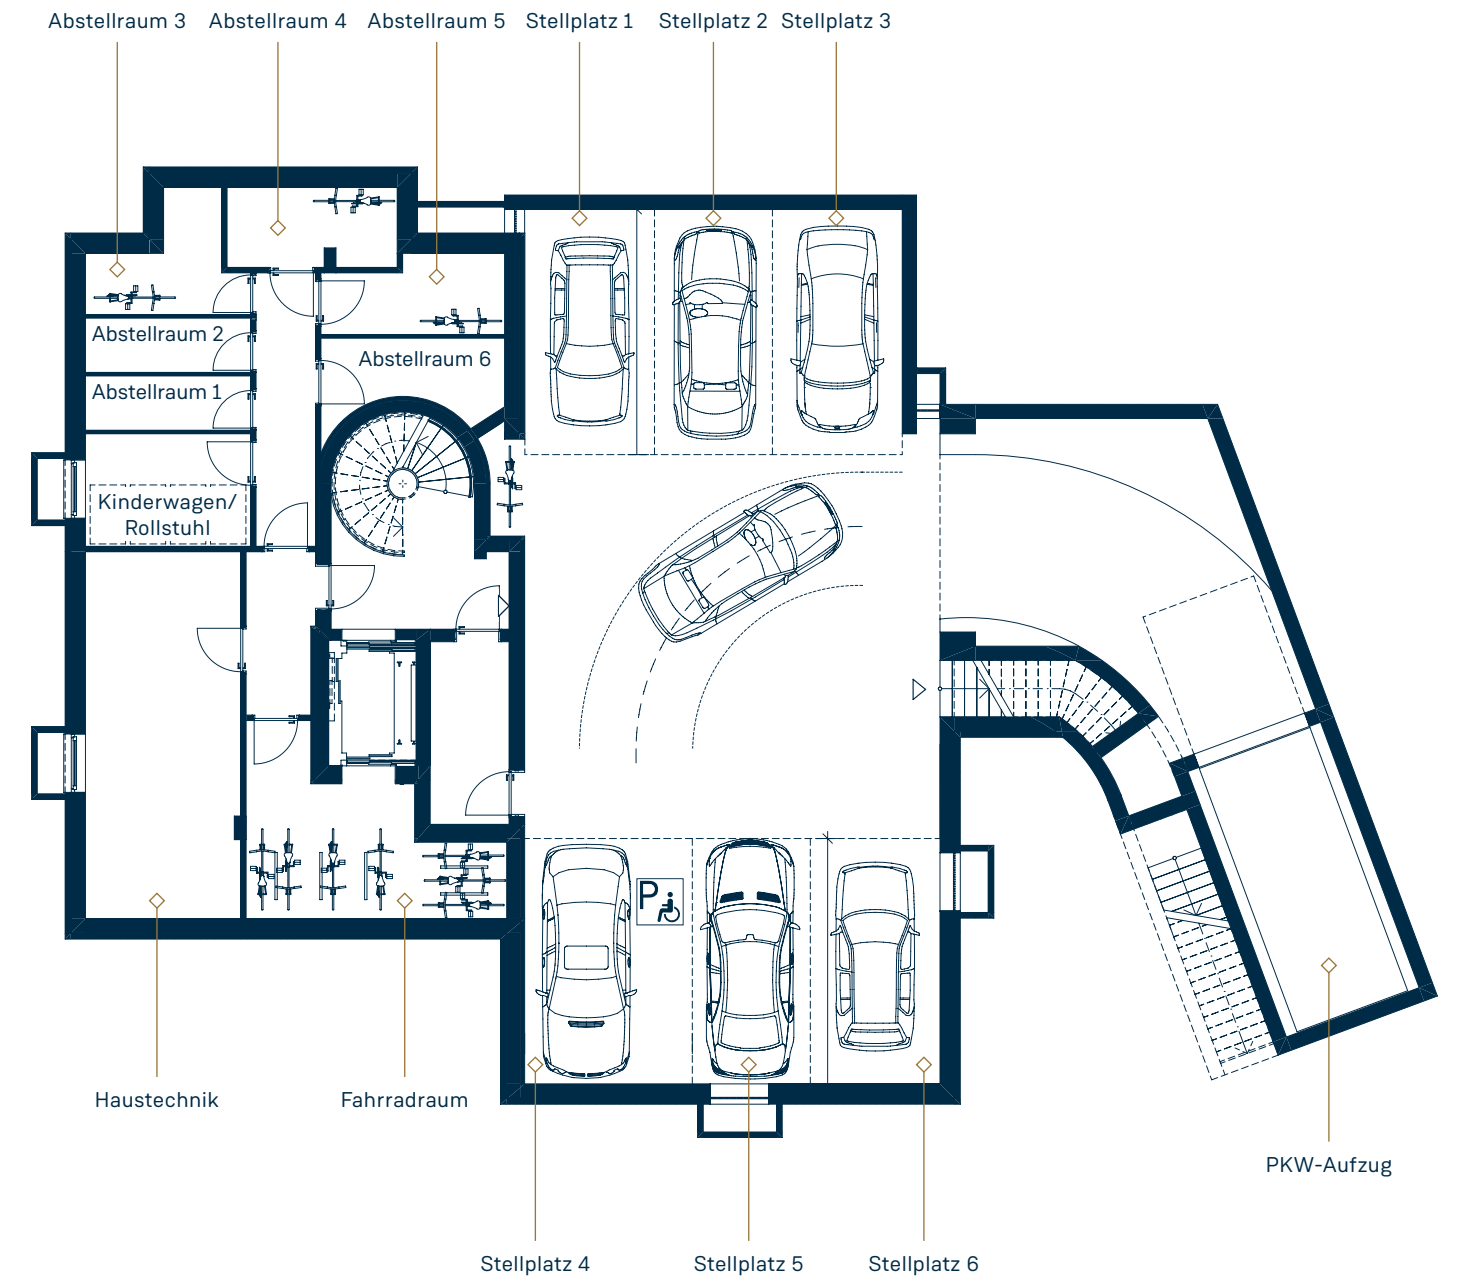 Abstellraum 3
Abstellraum 4
Abstellraum 5
Stellplatz 1
Stellplatz 2
Stellplatz 3
Abstellraum 2
Abstellraum 6
Abstellraum 1
Kinderwagen/
Rollstuhl
P
Haustechnik
Fahrradraum
PKW-Aufzug
Stellplatz 4
Stellplatz 5
Stellplatz 6